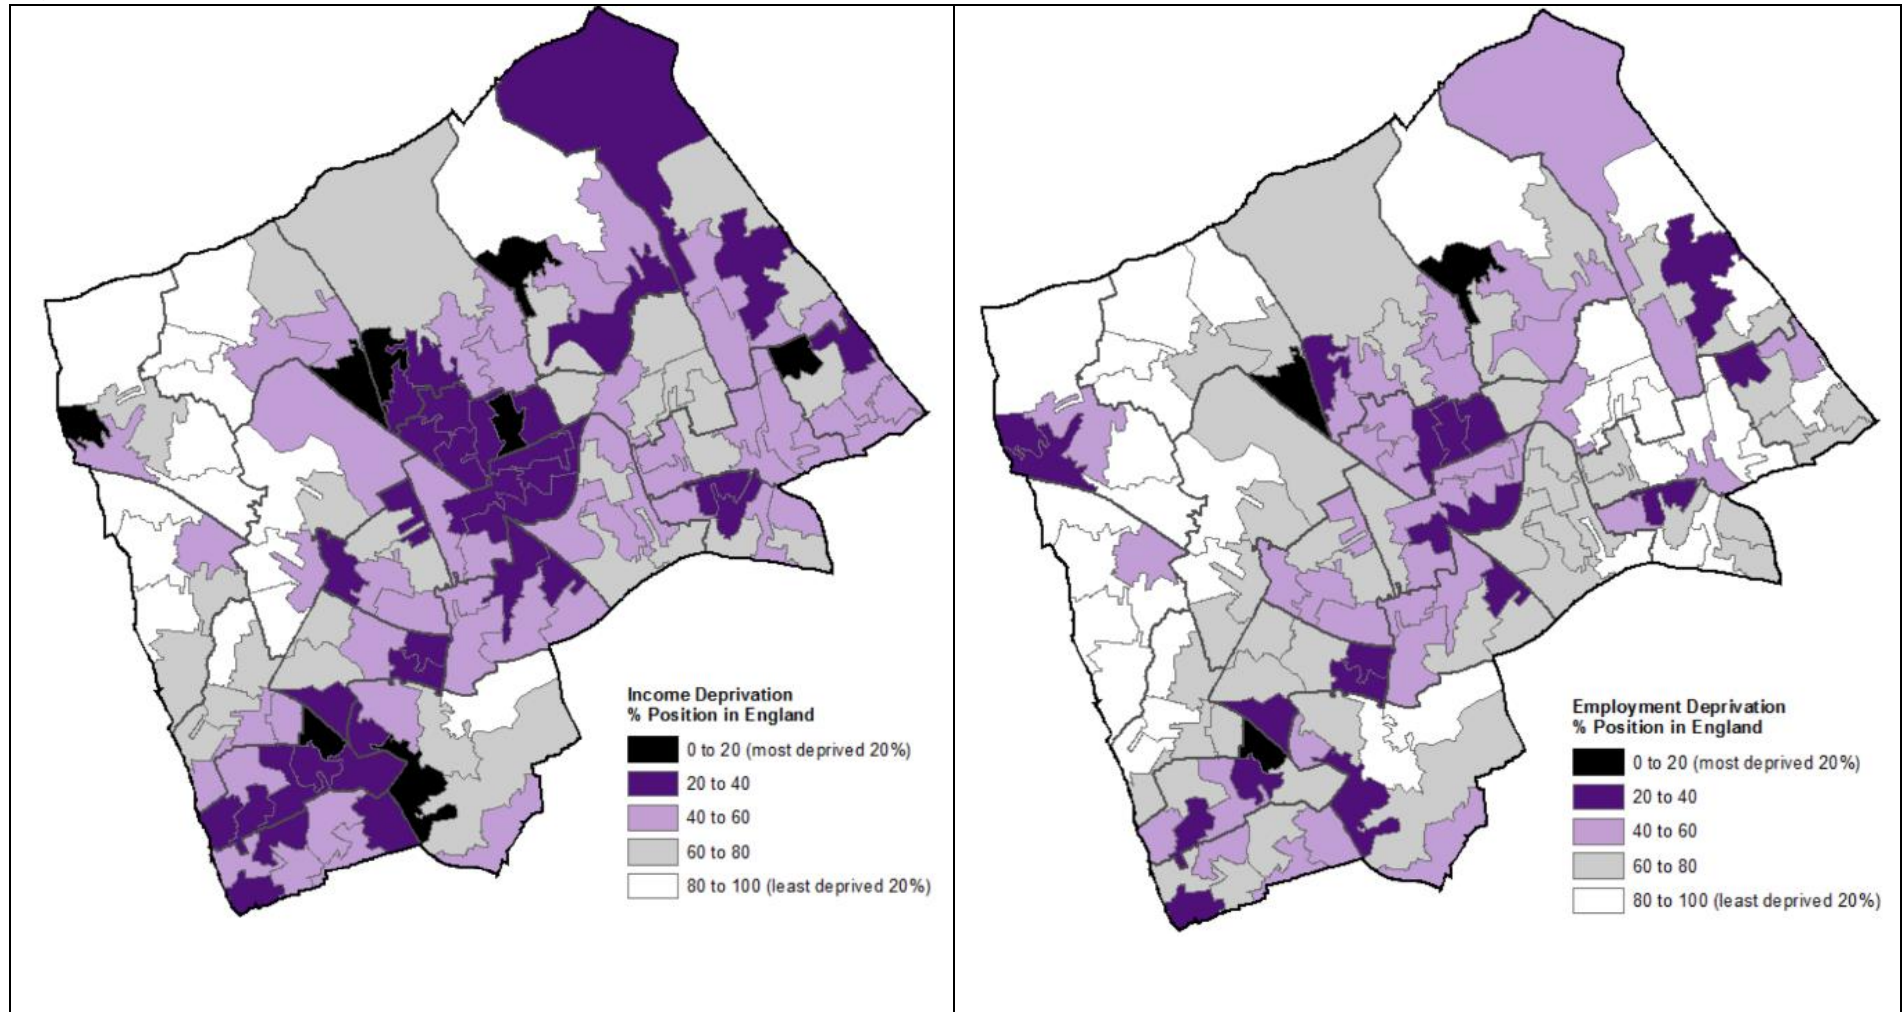 Income Deprivation
% Position in England
0 to 20 (most deprived 20%)
20 to 40
40 to 60
60 to 80
80 to 100 (least deprived 20%)
Employment Deprivation
% Position in England
0 to 20 (most deprived 20%)
20 to 40
40 to 60
60 to 80
80 to 100 (least deprived 20%)